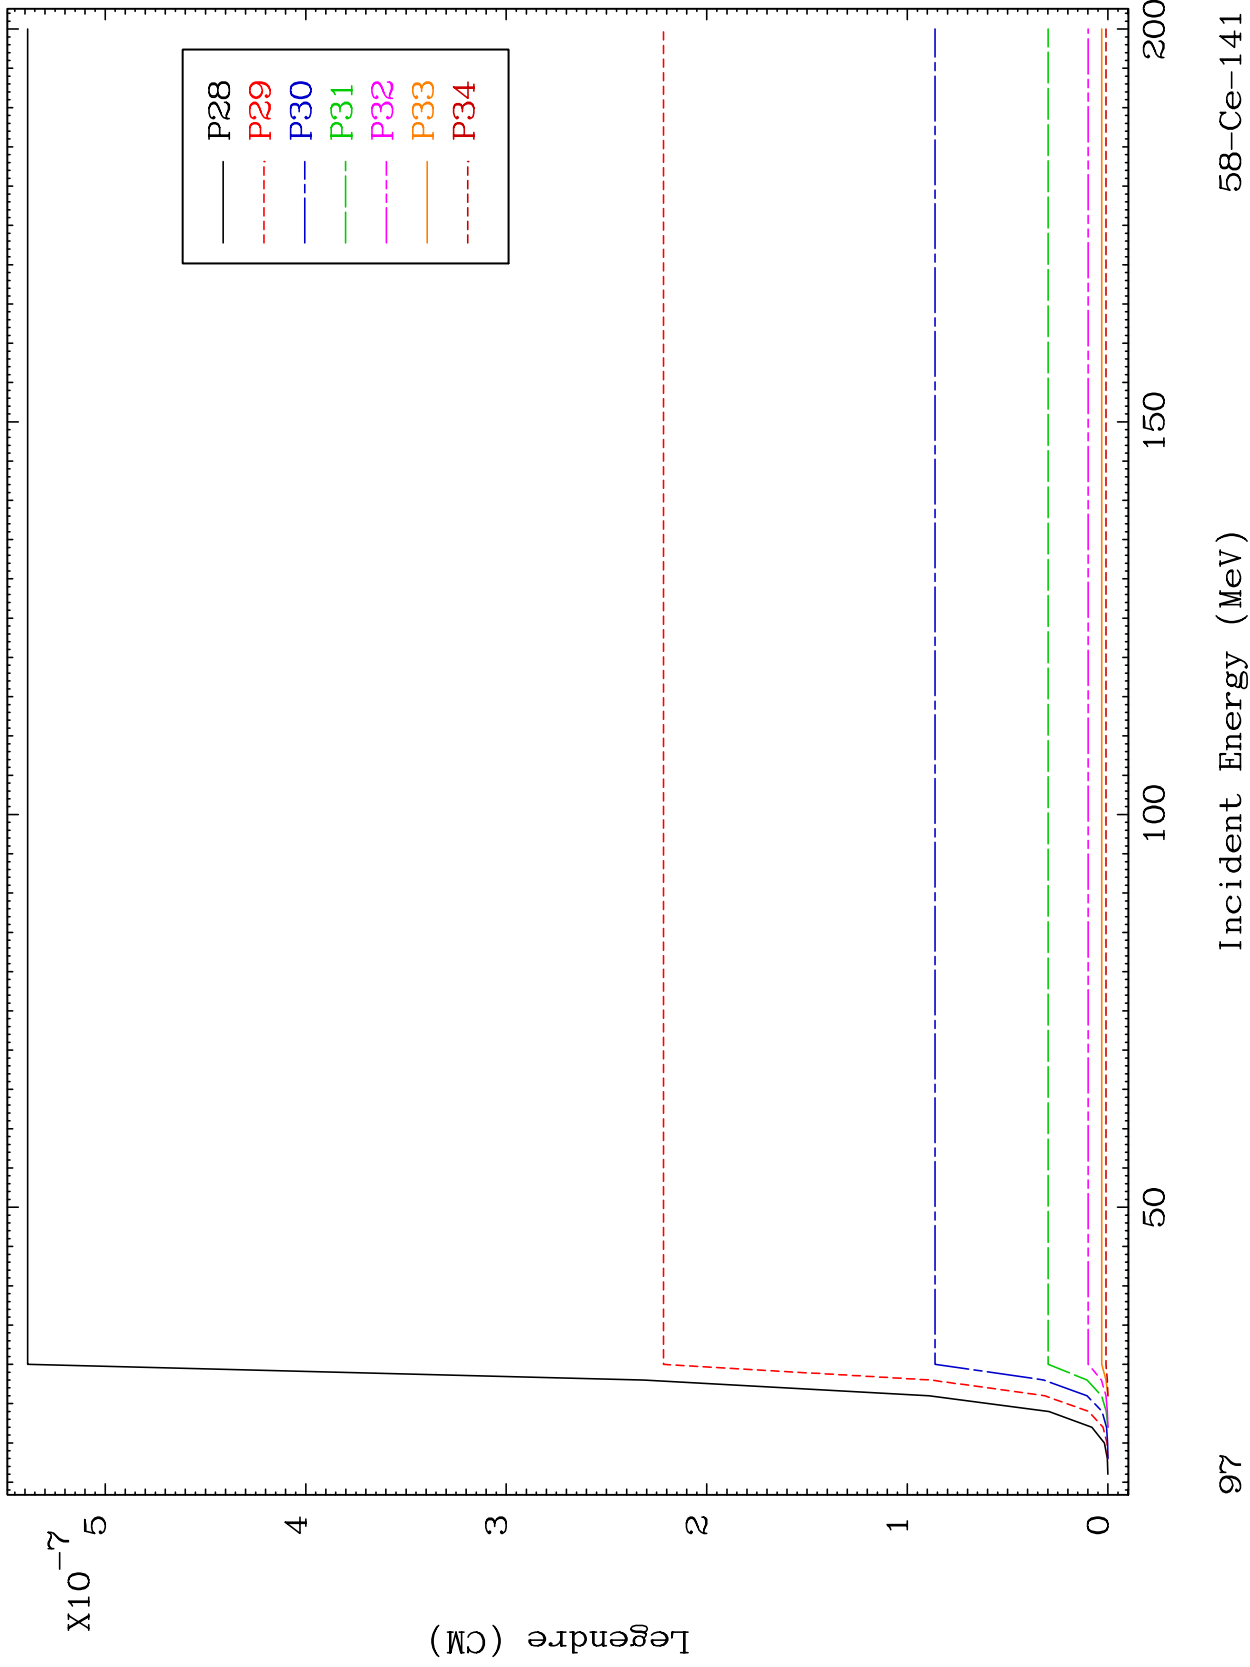 X10-7
5
4
3
2
1
0
Legendre (CM)
P28
P29
P30
P31
P32
P33
P34
50
100
150
200
Incident Energy (MeV)
97
58-Ce-141